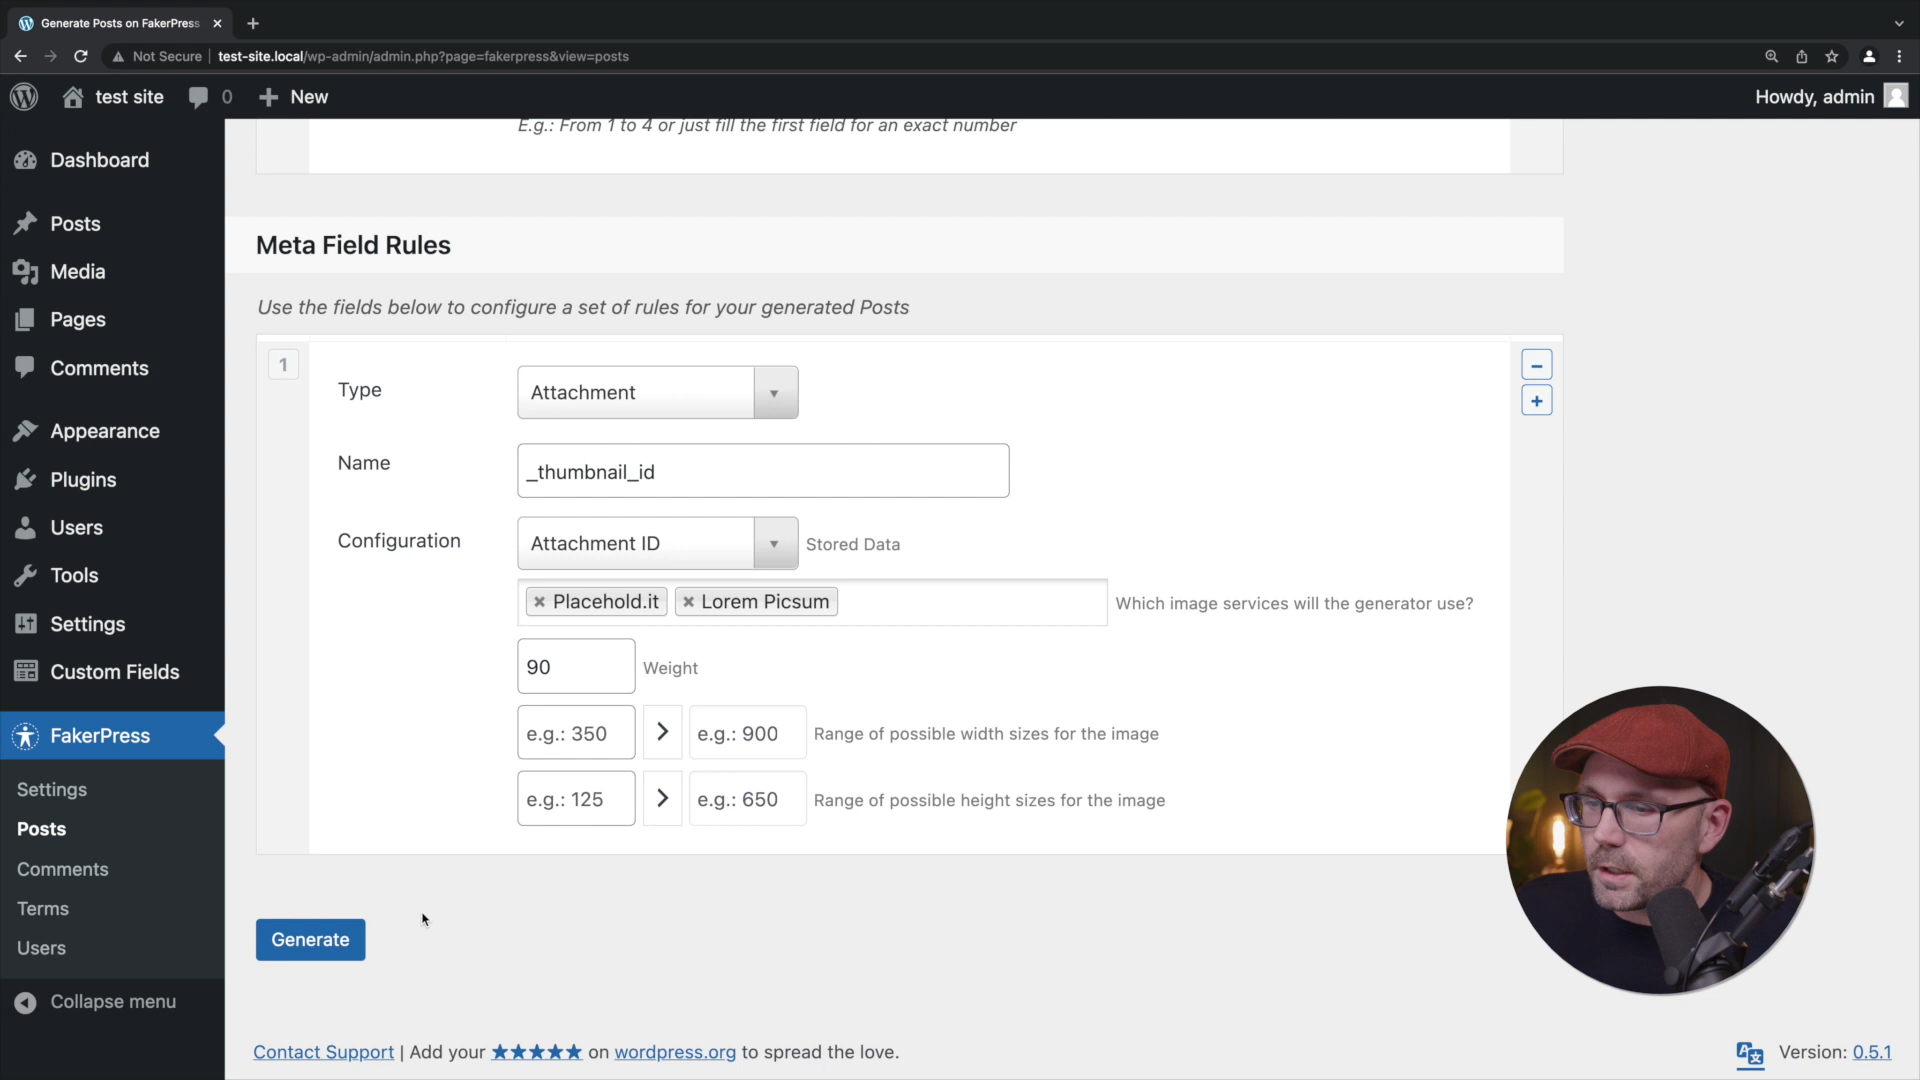 Generate Posts on FakerPress
Not Secure | test-site.local/wp-admin/admin.php?page=fakerpress&view=posts
test site
0
New
Howdy, admin
Dashboard
Posts
Media
Pages
Comments
Appearance
Plugins
Users
Tools
Settings
Custom Fields
FakerPress
Settings
Posts
Comments
Terms
Users
Collapse menu
E.g.: From 1 to 4 or just fill the first field for an exact number
Meta Field Rules
Use the fields below to configure a set of rules for your generated Posts
1
Type
Attachment
Name
_thumbnail_id
Configuration
Attachment ID
Stored Data
× Placehold.it × Lorem Picsum
Which image services will the generator use?
90
Weight
e.g.: 350 > e.g.: 900
Range of possible width sizes for the image
e.g.: 125 > e.g.: 650
Range of possible height sizes for the image
Generate
Contact Support | Add your ★★★★★ on wordpress.org to spread the love.
Version: 0.5.1